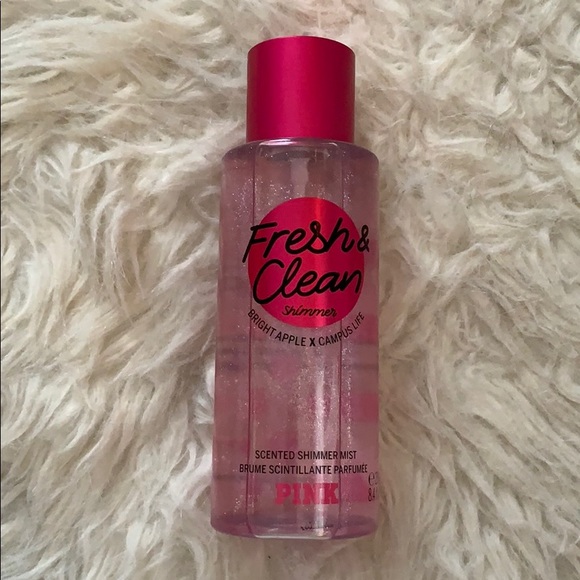 Fresh &
Clean
Shimmer
BRIGHT APPLE X CAMPUS LIFE
SCENTED SHIMMER MIST
BRUME SCINTILLANTE PARFUMÉE
PINK